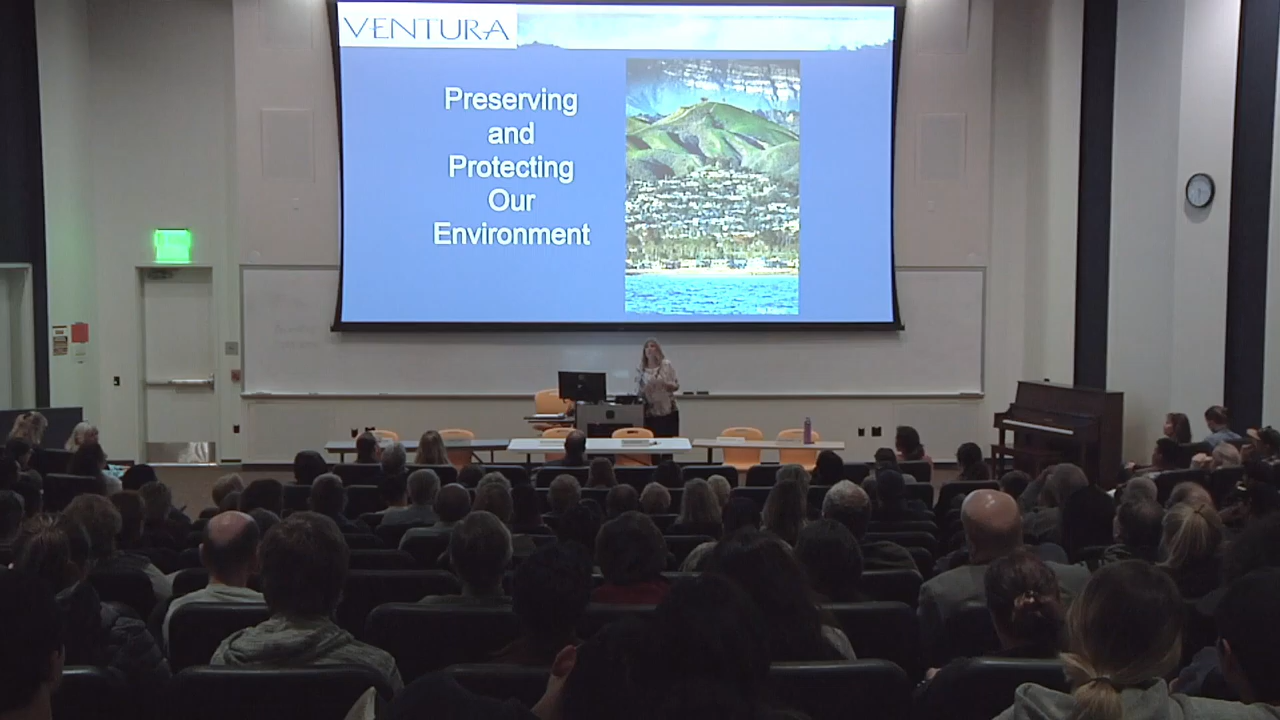 VENTURA
Preserving
and
Protecting
Our
Environment